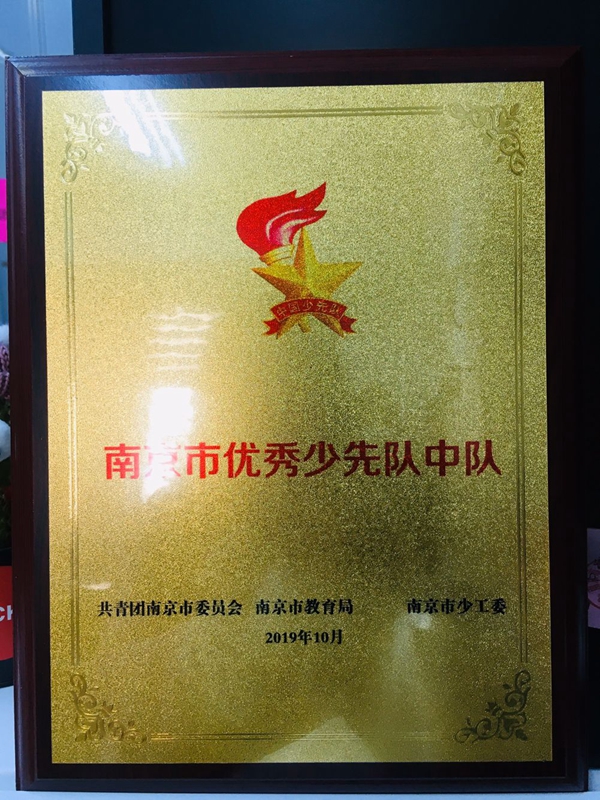 中国少先队
南京市优秀少先队中队
共青团南京市委员会 南京市教育局 南京市少工委
2019年10月